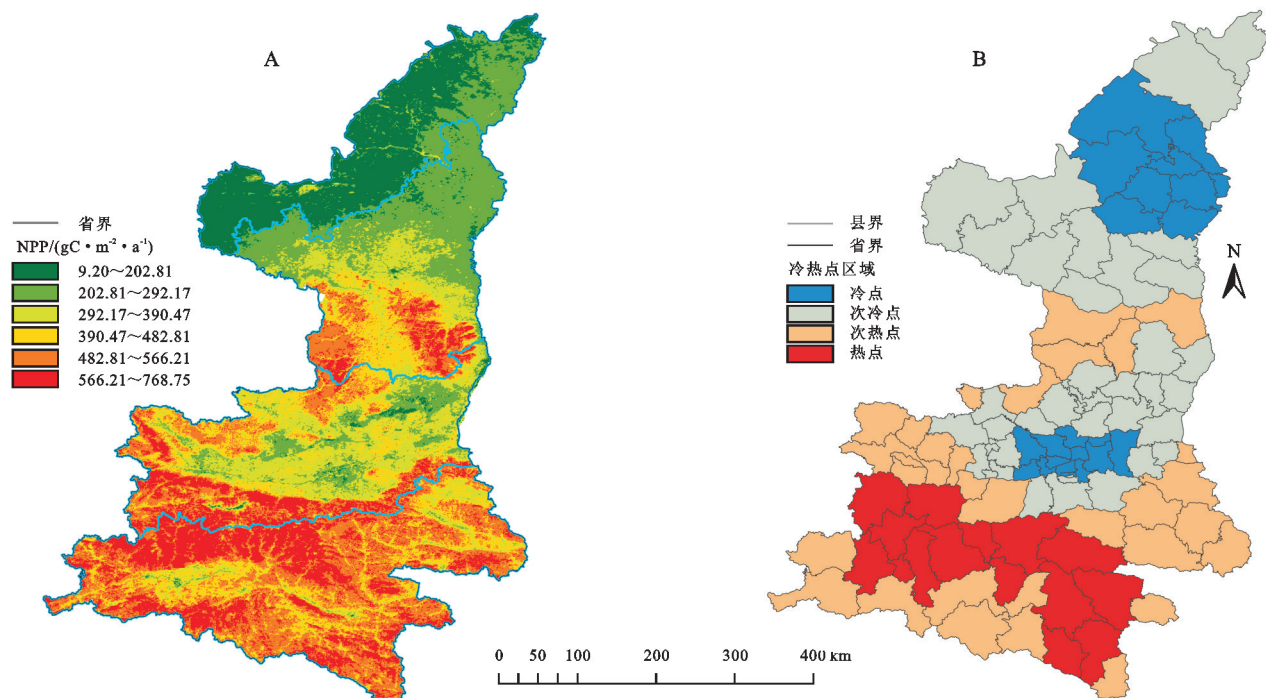 A
省界
NPP/(gC·m⁻²·a⁻¹)
9.20～202.81
202.81～292.17
292.17～390.47
390.47～482.81
482.81～566.21
566.21～768.75
B
县界
省界
冷热点区域
冷点
次冷点
次热点
热点
N
0 50 100 200 300 400 km